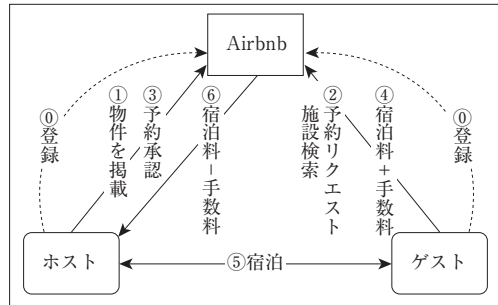 Airbnb
⓪登録
①物件を掲載
③予約承認
⑥宿泊料−手数料
②予約リクエスト
施設検索
④宿泊料+手数料
⓪登録
ホスト
⑤宿泊
ゲスト